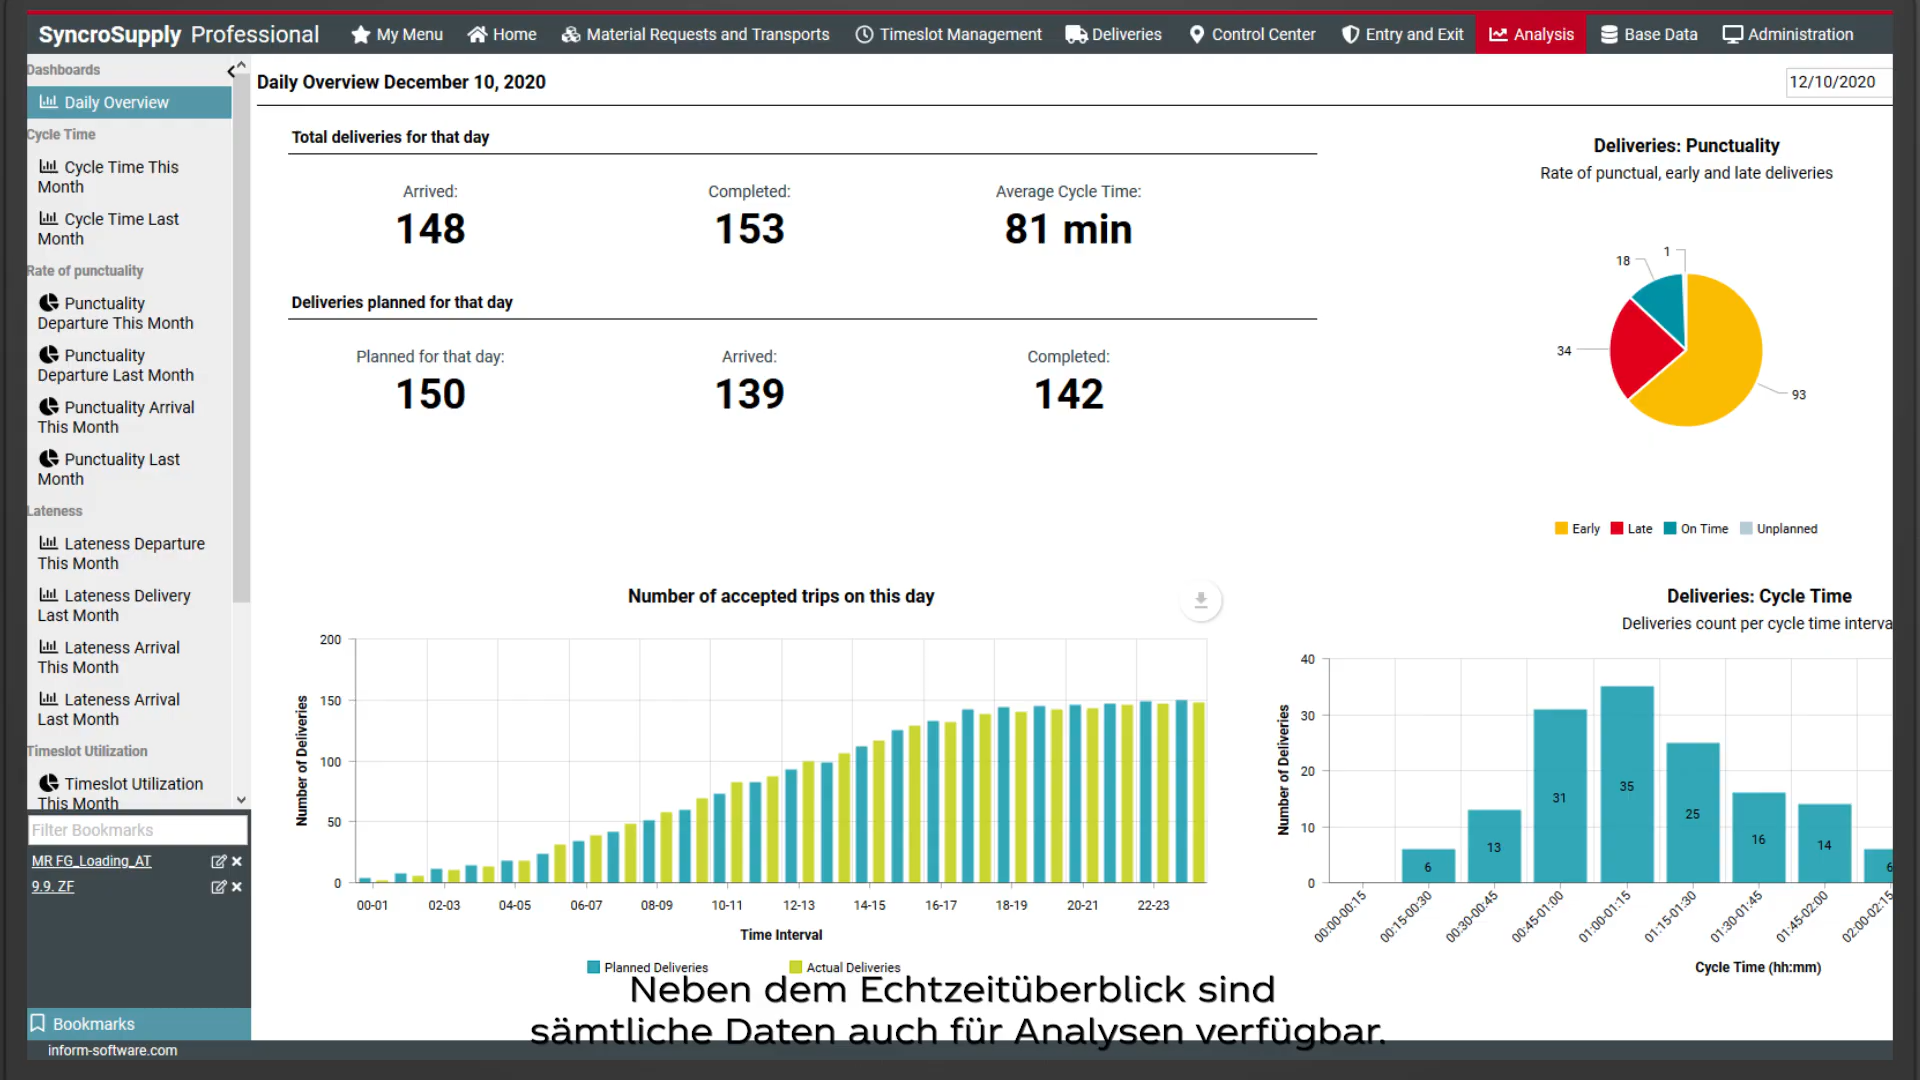 SyncroSupply Professional
My Menu
Home
Material Requests and Transports
Timeslot Management
Deliveries
Control Center
Entry and Exit
Analysis
Base Data
Administration
Dashboards
Daily Overview
Cycle Time
Cycle Time This
Month
Cycle Time Last
Month
Rate of punctuality
Punctuality
Departure This Month
Punctuality
Departure Last Month
Punctuality Arrival
This Month
Punctuality Last
Month
Lateness
Lateness Departure
This Month
Lateness Delivery
Last Month
Lateness Arrival
This Month
Lateness Arrival
Last Month
Timeslot Utilization
Timeslot Utilization
This Month
Filter Bookmarks
MR FG_Loading_AT
9.9. ZF
Bookmarks
inform-software.com
Daily Overview December 10, 2020
12/10/2020
Total deliveries for that day
Arrived:
148
Completed:
153
Average Cycle Time:
81 min
Deliveries planned for that day
Planned for that day:
150
Arrived:
139
Completed:
142
Deliveries: Punctuality
Rate of punctual, early and late deliveries
1
18
34
93
Early Late On Time Unplanned
Number of accepted trips on this day
Number of Deliveries
200
150
100
50
0
00-01 02-03 04-05 06-07 08-09 10-11 12-13 14-15 16-17 18-19 20-21 22-23
Time Interval
Planned Deliveries Actual Deliveries
Deliveries: Cycle Time
Deliveries count per cycle time interva
Number of Deliveries
40
30
20
10
0
6
13
31
35
25
16
14
6
00:00-00:15 00:15-00:30 00:30-00:45 00:45-01:00 01:00-01:15 01:15-01:30 01:30-01:45 01:45-02:00 02:00-02:15
Cycle Time (hh:mm)
Neben dem Echtzeitüberblick sind
sämtliche Daten auch für Analysen verfügbar.